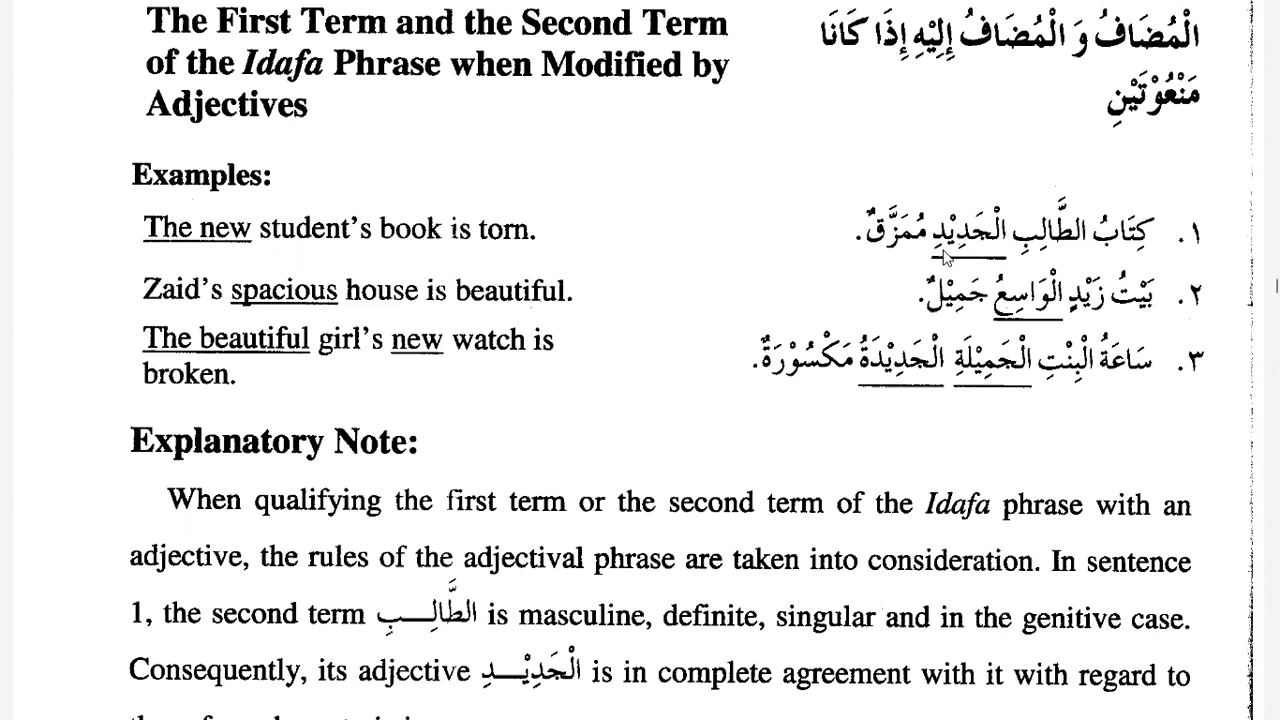 The First Term and the Second Term
of the Idafa Phrase when Modified by
Adjectives
الْمُضَافُ وَ الْمُضَافُ إِلَيْهِ إِذَا كَانَا
مَنْعُوْتَيْنِ
Examples:
The new student's book is torn.
١. كِتَابُ الطَّالِبِ الْجَدِيْدِ مُمَزَّقٌ.
Zaid's spacious house is beautiful.
٢. بَيْتُ زَيْدٍ الْوَاسِعُ جَمِيْلٌ.
The beautiful girl's new watch is
broken.
٣. سَاعَةُ الْبِنْتِ الْجَمِيْلَةِ الْجَدِيْدَةُ مَكْسُوْرَةٌ.
Explanatory Note:
When qualifying the first term or the second term of the Idafa phrase with an
adjective, the rules of the adjectival phrase are taken into consideration. In sentence
1, the second term الطَّالِــبِ is masculine, definite, singular and in the genitive case.
Consequently, its adjective الْجَدِيْــدِ is in complete agreement with it with regard to